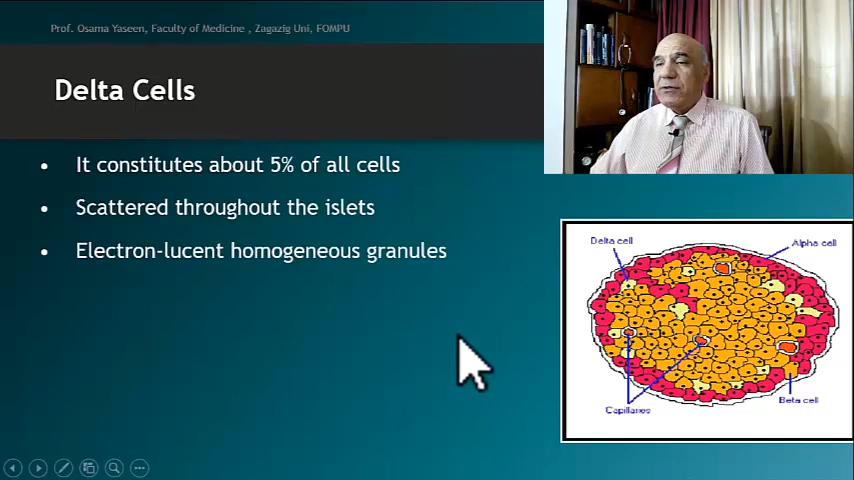 Prof. Osama Yaseen, Faculty of Medicine , Zagazig Uni, FOMPU
Delta Cells
• It constitutes about 5% of all cells
• Scattered throughout the islets
• Electron-lucent homogeneous granules
Delta cell
Alpha cell
Capillaries
Beta cell